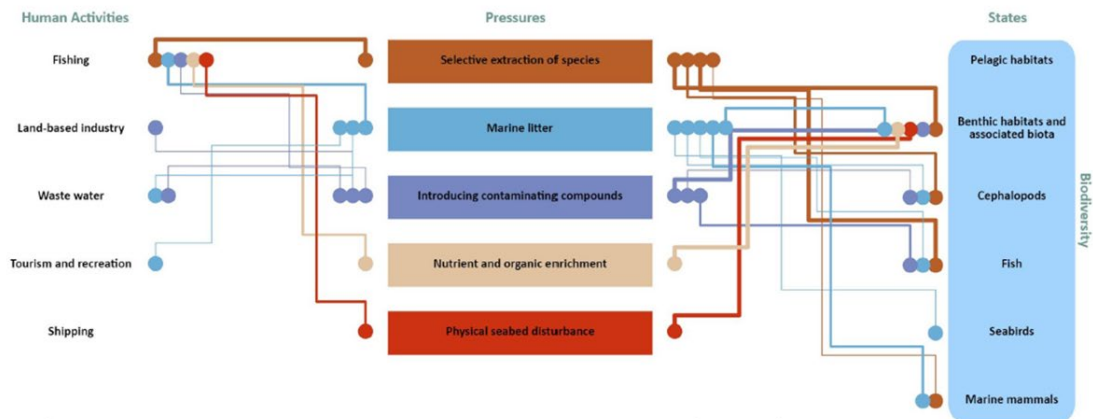 Human Activities
Pressures
States
Fishing
Selective extraction of species
Pelagic habitats
Land-based industry
Marine litter
Benthic habitats and
associated biota
Waste water
Introducing contaminating compounds
Cephalopods
Tourism and recreation
Nutrient and organic enrichment
Fish
Shipping
Physical seabed disturbance
Seabirds
Marine mammals
Biodiversity